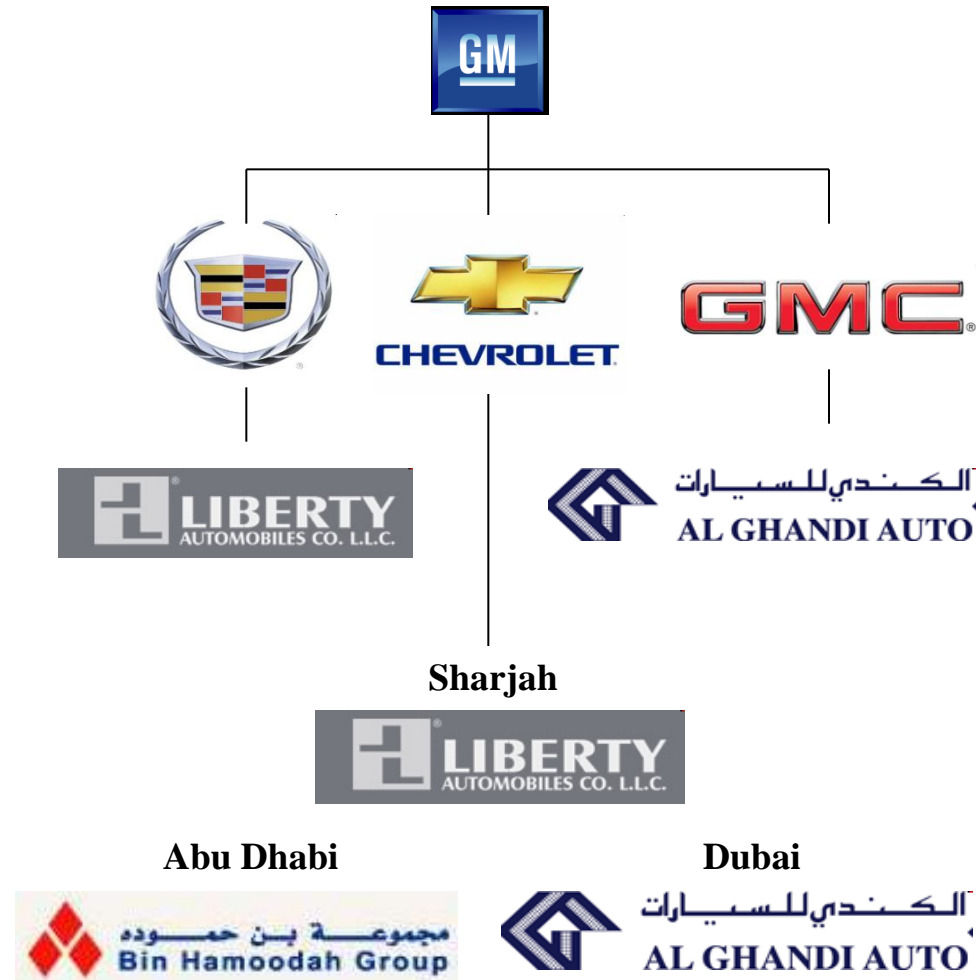 GM
CHEVROLET
GMC
LIBERTY
AUTOMOBILES CO. L.L.C.
الكندي للسيارات
AL GHANDI AUTO
Sharjah
LIBERTY
AUTOMOBILES CO. L.L.C.
Abu Dhabi
Dubai
مجموعة بن حموده
Bin Hamoodah Group
الكندي للسيارات
AL GHANDI AUTO